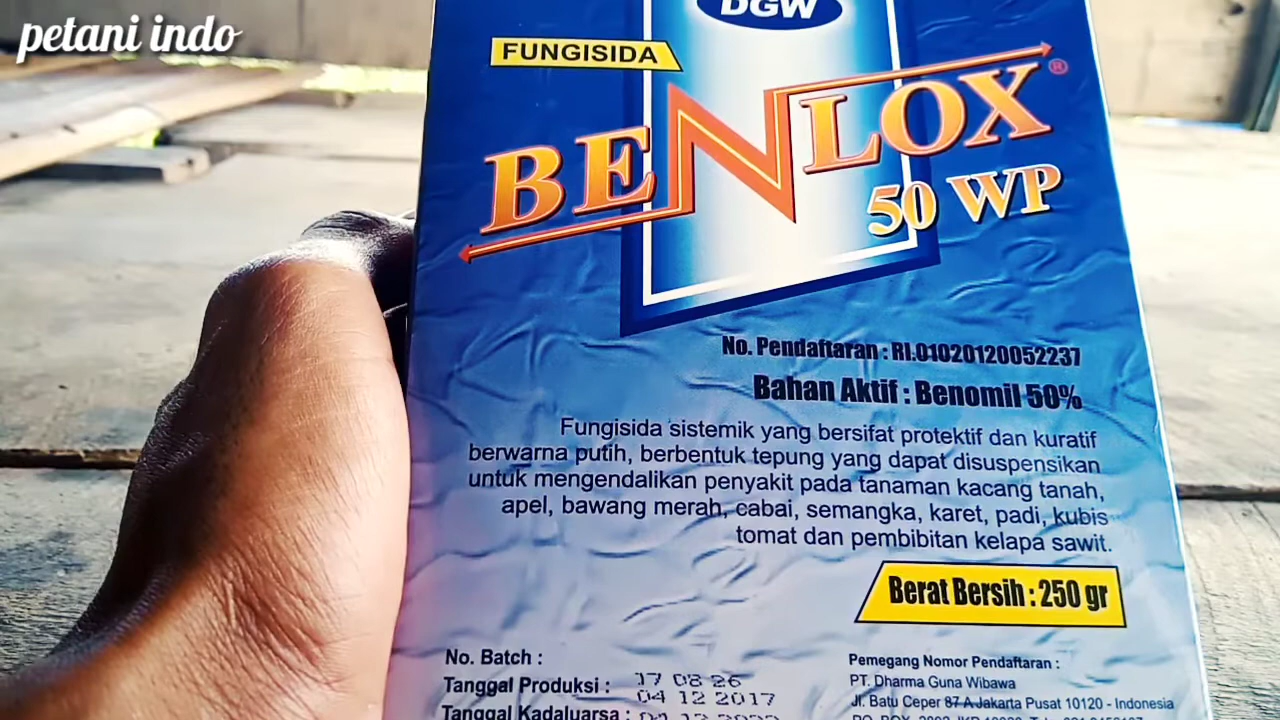 petani indo
DGW
FUNGISIDA
BENLOX®
50 WP
No. Pendaftaran : RI.01020120052237
Bahan Aktif : Benomil 50%
Fungisida sistemik yang bersifat protektif dan kuratif
berwarna putih, berbentuk tepung yang dapat disuspensikan
untuk mengendalikan penyakit pada tanaman kacang tanah,
apel, bawang merah, cabai, semangka, karet, padi, kubis
tomat dan pembibitan kelapa sawit.
Berat Bersih : 250 gr
No. Batch : 17 08 26
Tanggal Produksi : 04 12 2017
Tanggal Kadaluarsa :
Pemegang Nomor Pendaftaran :
PT. Dharma Guna Wibawa
Jl. Batu Ceper 87 A Jakarta Pusat 10120 - Indonesia